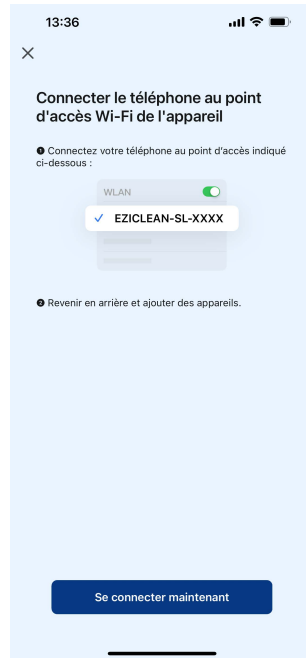 13:36
Connecter le téléphone au point
d'accès Wi-Fi de l'appareil
❶ Connectez votre téléphone au point d'accès indiqué
ci-dessous :
WLAN
✓ EZICLEAN-SL-XXXX
❷ Revenir en arrière et ajouter des appareils.
Se connecter maintenant